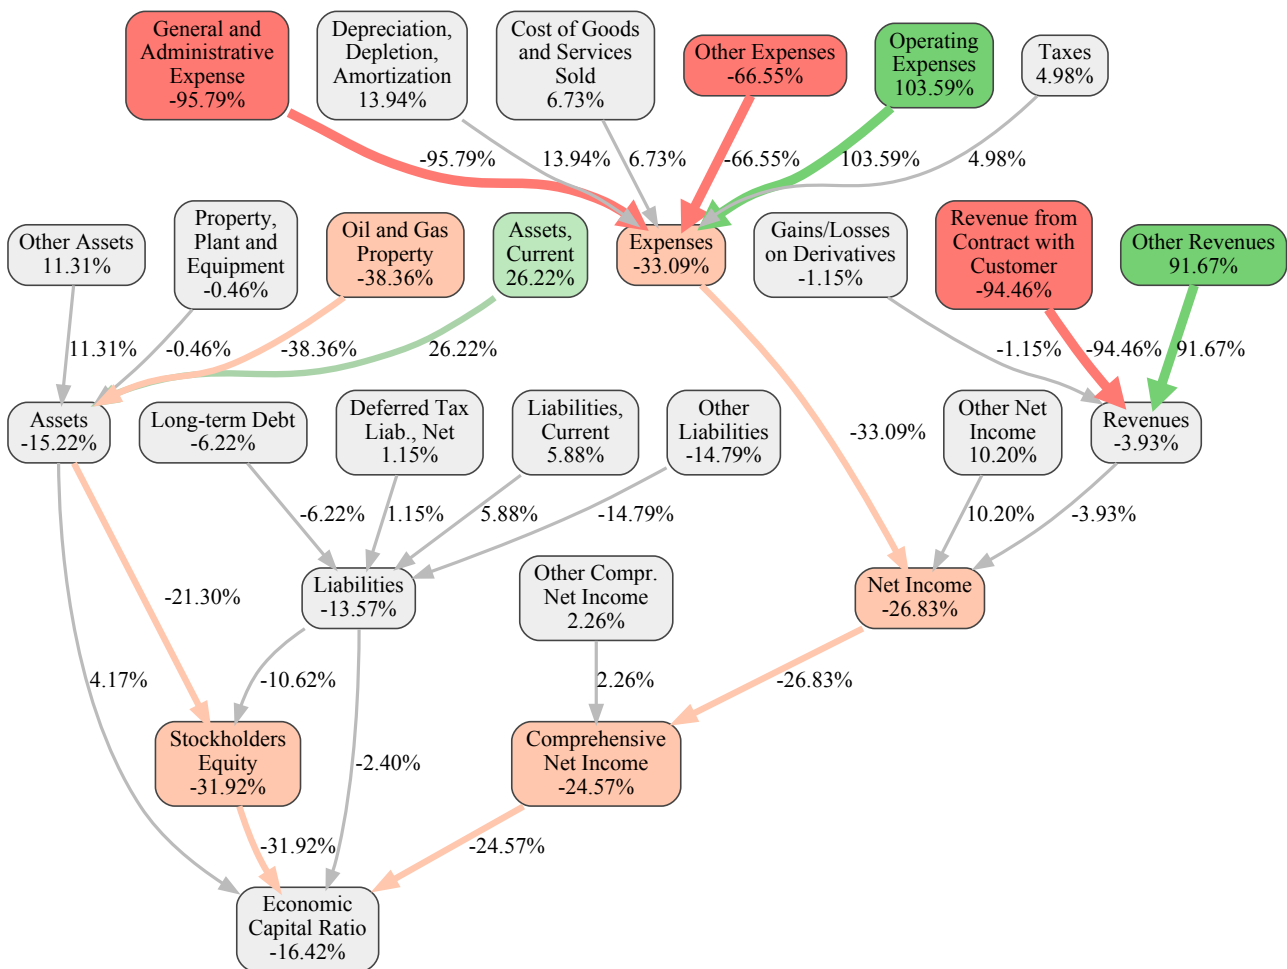 General and
Administrative
Expense
-95.79%
Depreciation,
Depletion,
Amortization
13.94%
Cost of Goods
and Services
Sold
6.73%
Other Expenses
-66.55%
Operating
Expenses
103.59%
Taxes
4.98%
-95.79%
13.94%
6.73%
-66.55%
103.59%
4.98%
Other Assets
11.31%
Property,
Plant and
Equipment
-0.46%
Oil and Gas
Property
-38.36%
Assets,
Current
26.22%
Expenses
-33.09%
Gains/Losses
on Derivatives
-1.15%
Revenue from
Contract with
Customer
-94.46%
Other Revenues
91.67%
11.31%
-0.46%
-38.36%
26.22%
-1.15%
-94.46%
91.67%
Assets
-15.22%
Long-term Debt
-6.22%
Deferred Tax
Liab., Net
1.15%
Liabilities,
Current
5.88%
Other
Liabilities
-14.79%
-33.09%
Other Net
Income
10.20%
Revenues
-3.93%
-6.22%
1.15%
5.88%
-14.79%
10.20%
-3.93%
-21.30%
Liabilities
-13.57%
Other Compr.
Net Income
2.26%
Net Income
-26.83%
4.17%
-10.62%
2.26%
-26.83%
Stockholders
Equity
-31.92%
-2.40%
Comprehensive
Net Income
-24.57%
-31.92%
-24.57%
Economic
Capital Ratio
-16.42%